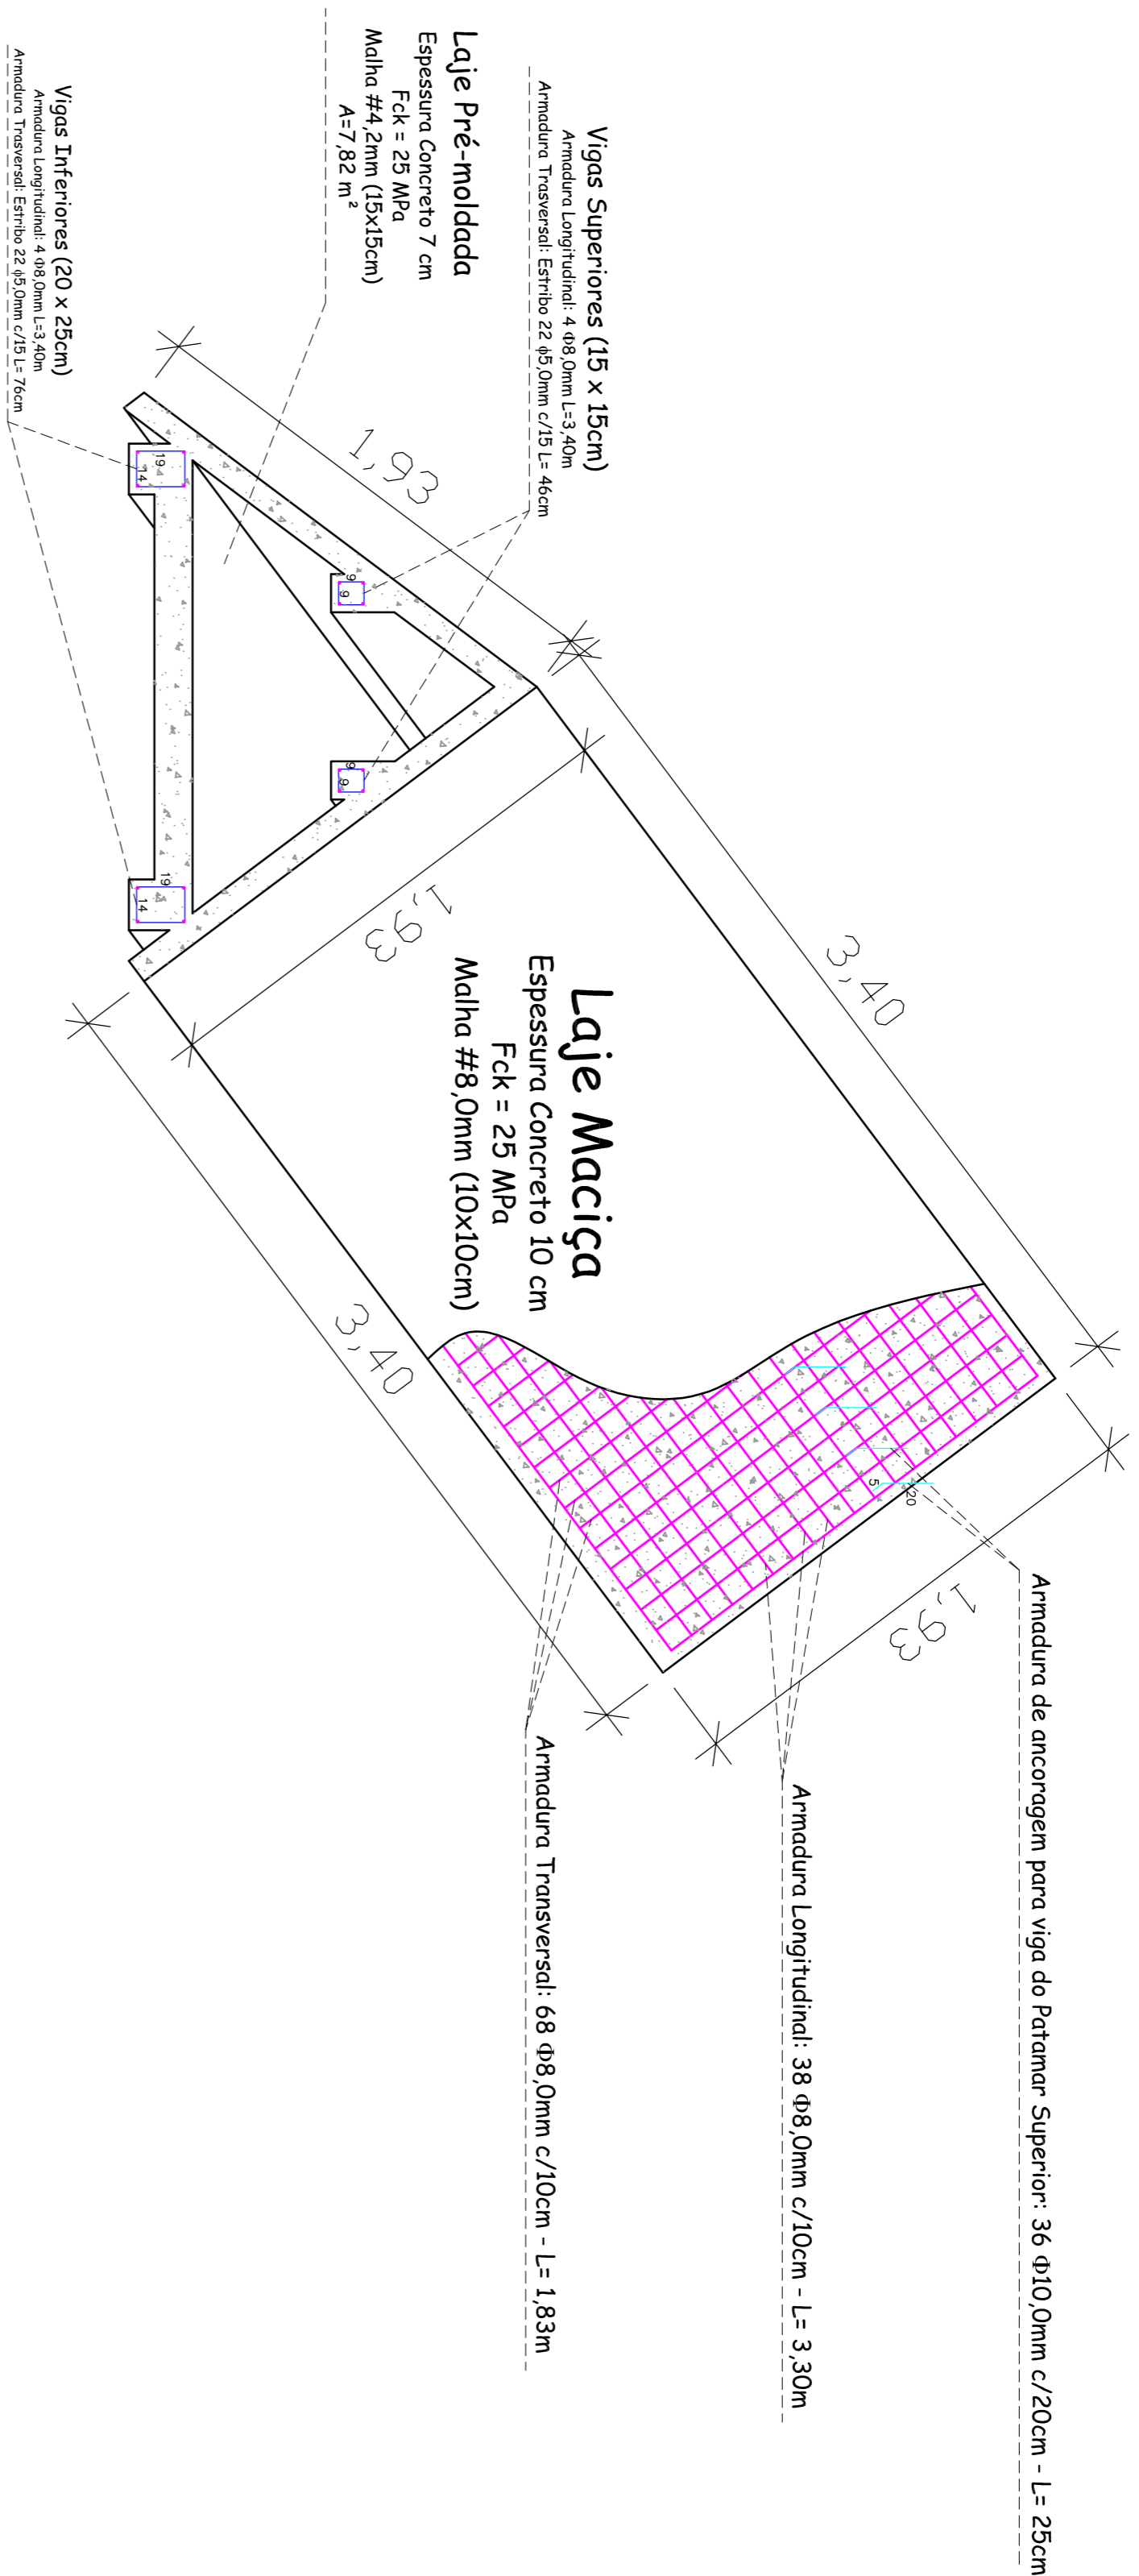 Armadura de ancoragem para viga do Patamar Superior: 36 Φ10,0mm c/20cm - L= 25cm
20
5
Armadura Longitudinal: 38 Φ8,0mm c/10cm - L= 3,30m
Armadura Transversal: 68 Φ8,0mm c/10cm - L= 1,83m
3,40
1,93
Laje Maciça
Espessura Concreto 10 cm
Fck = 25 MPa
Malha #8,0mm (10x10cm)
3,40
1,93
1,93
Vigas Superiores (15 x 15cm)
Armadura Longitudinal: 4 Φ8,0mm L=3,40m
Armadura Trasversal: Estribo 22 ϕ5,0mm c/15 L= 46cm
Laje Pré-moldada
Espessura Concreto 7 cm
Fck = 25 MPa
Malha #4,2mm (15x15cm)
A=7,82 m²
9
9
9
9
19
14
19
14
Vigas Inferiores (20 x 25cm)
Armadura Longitudinal: 4 Φ8,0mm L=3,40m
Armadura Trasversal: Estribo 22 ϕ5,0mm c/15 L= 76cm